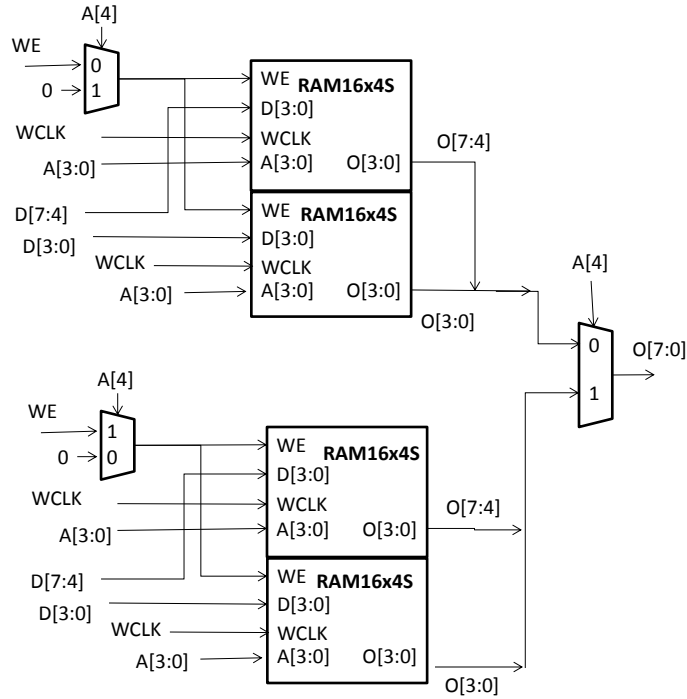 A[4]
WE
0
0
1
WE RAM16x4S
D[3:0]
WCLK
WCLK
A[3:0]
A[3:0] O[3:0]
O[7:4]
D[7:4]
WE RAM16x4S
D[3:0]
D[3:0]
WCLK
WCLK
A[3:0]
A[3:0] O[3:0]
O[3:0]
A[4]
0
1
O[7:0]
A[4]
WE
0
1
0
WE RAM16x4S
D[3:0]
WCLK
WCLK
A[3:0]
A[3:0] O[3:0]
O[7:4]
D[7:4]
WE RAM16x4S
D[3:0]
D[3:0]
WCLK
WCLK
A[3:0]
A[3:0] O[3:0]
O[3:0]